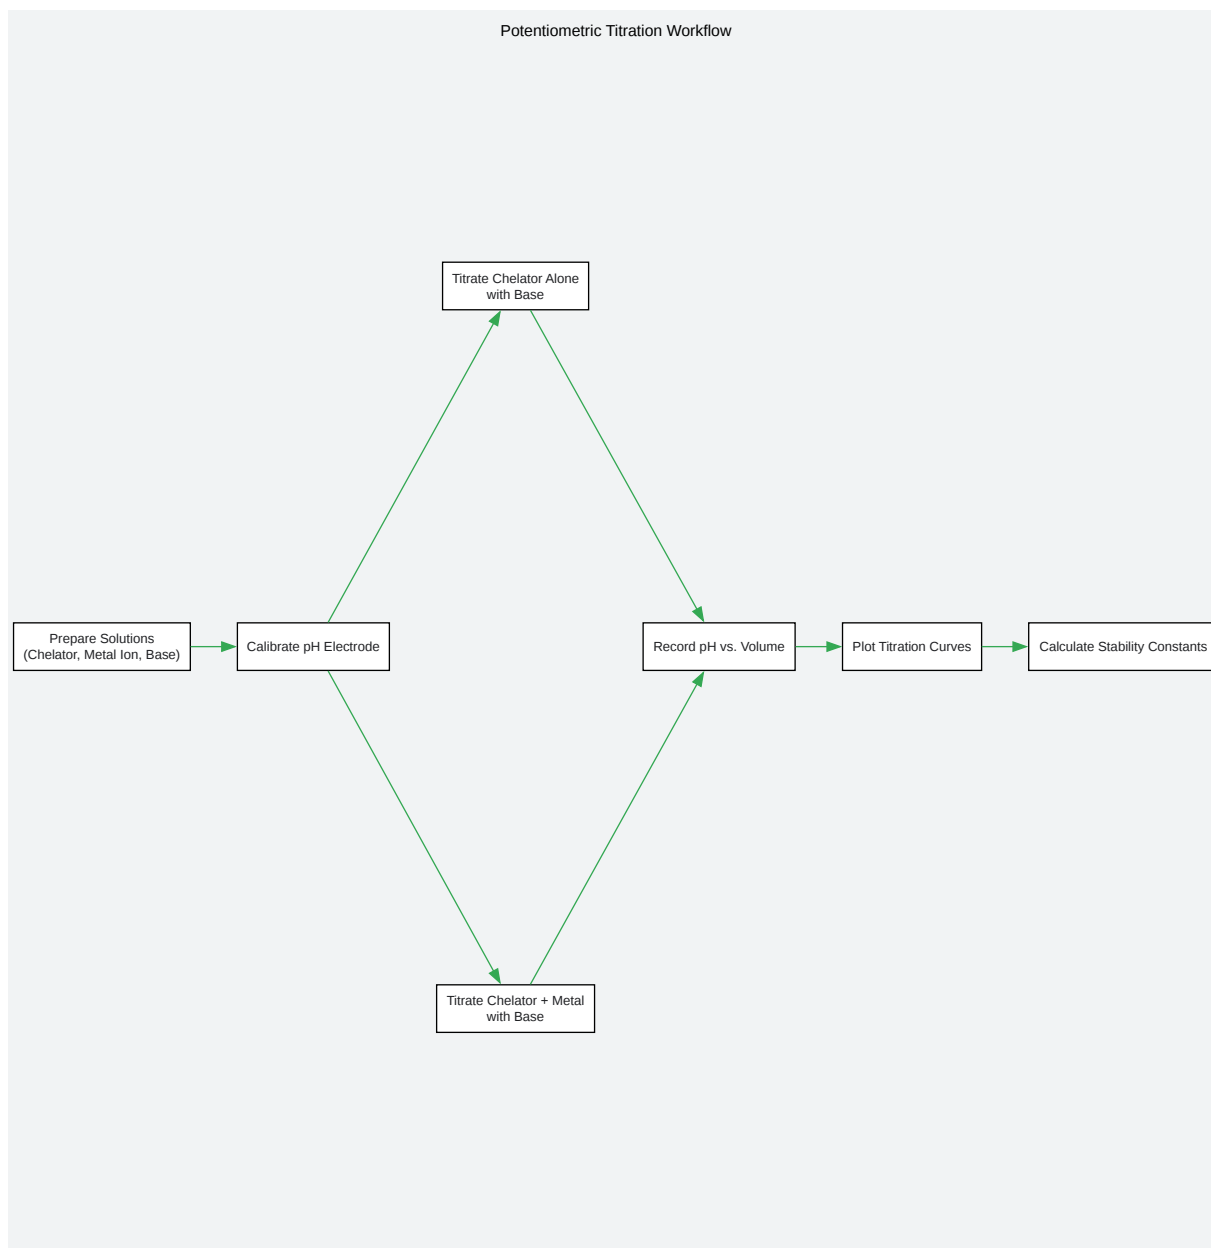 Potentiometric Titration Workflow
Titrate Chelator Alone
with Base
Prepare Solutions
(Chelator, Metal Ion, Base)
Calibrate pH Electrode
Record pH vs. Volume
Plot Titration Curves
Calculate Stability Constants
Titrate Chelator + Metal
with Base